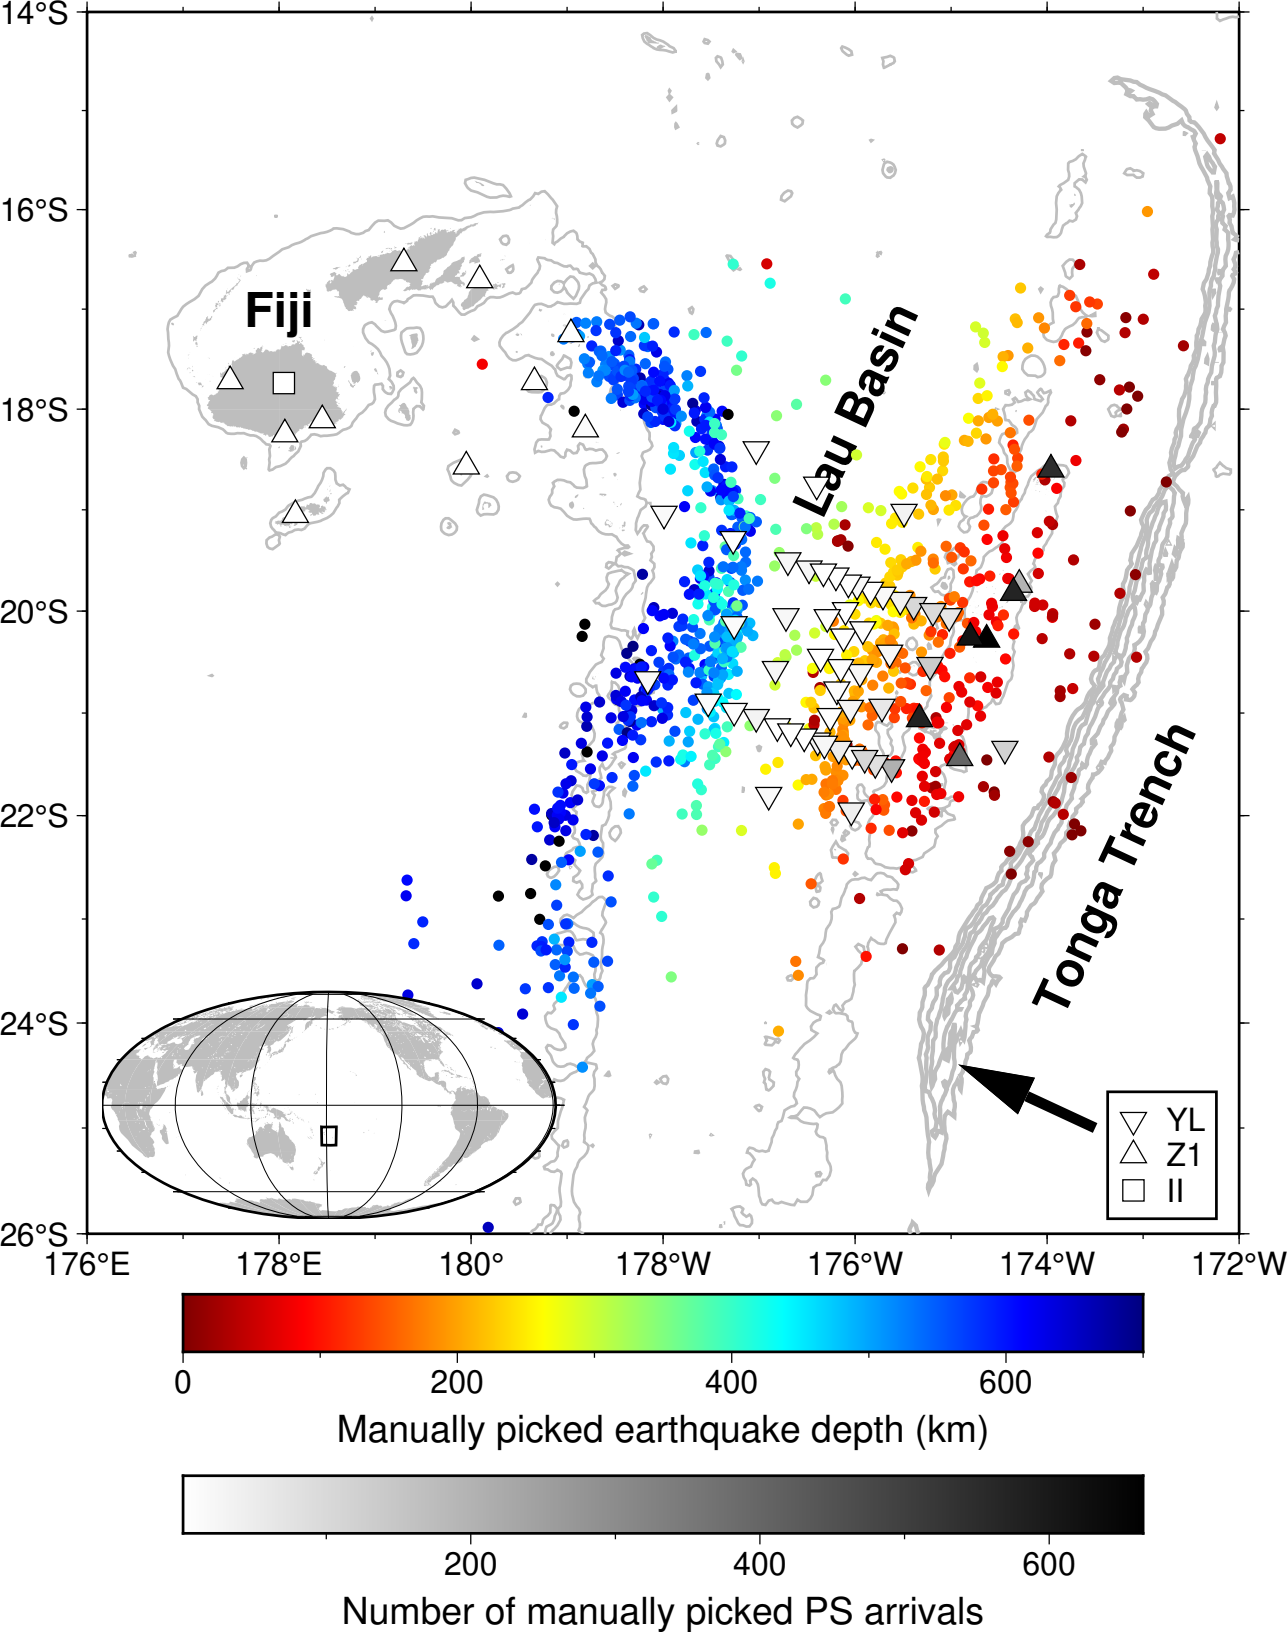 14°S
16°S
18°S
20°S
22°S
24°S
26°S
Fiji
Lau Basin
Tonga Trench
YL
Z1
II
176°E 178°E 180° 178°W 176°W 174°W 172°W
0 200 400 600
Manually picked earthquake depth (km)
200 400 600
Number of manually picked PS arrivals